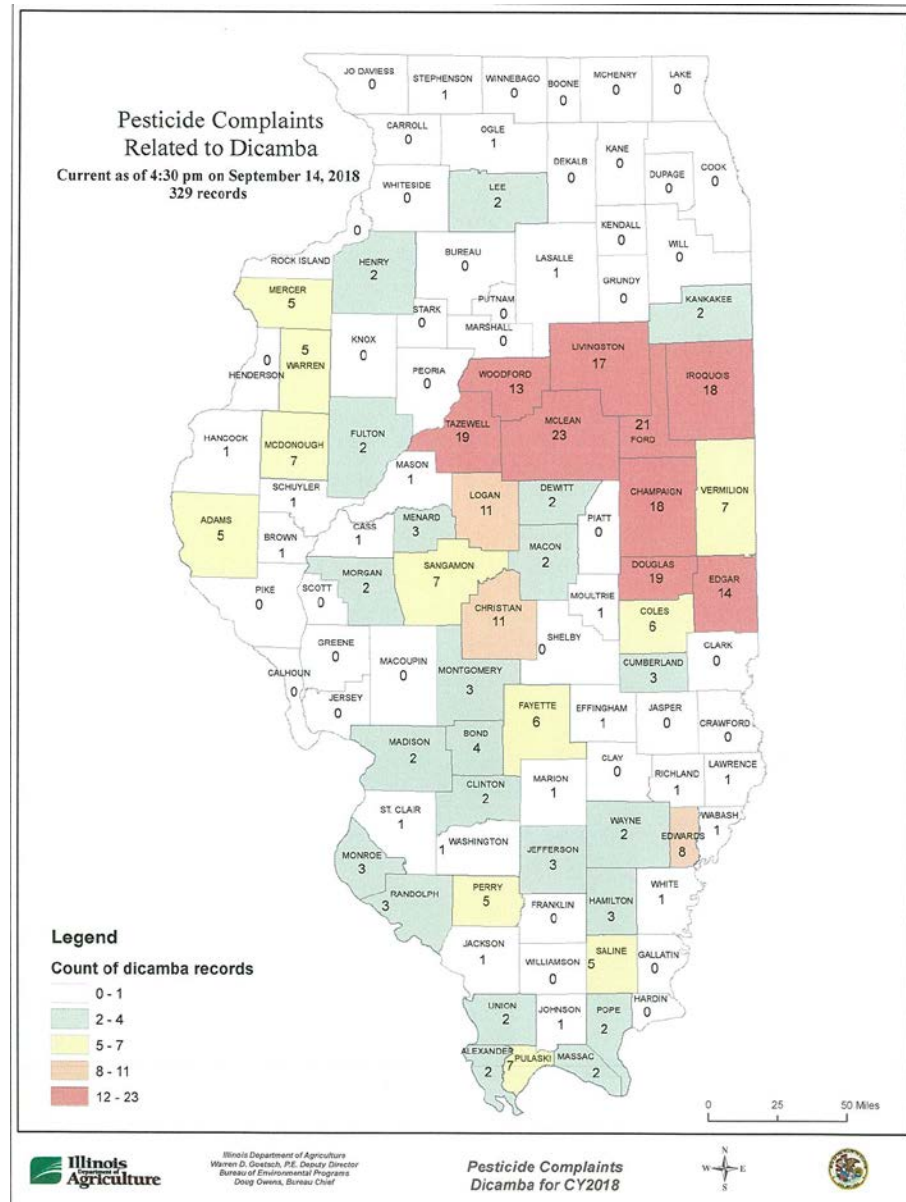 Pesticide Complaints
Related to Dicamba
Current as of 4:30 pm on September 14, 2018
329 records
JO DAVIESS
0
STEPHENSON
1
WINNEBAGO
0
BOONE
0
MCHENRY
0
LAKE
0
CARROLL
0
OGLE
1
DEKALB
0
KANE
0
DUPAGE
0
COOK
0
WHITESIDE
0
LEE
2
KENDALL
0
WILL
0
0
ROCK ISLAND
HENRY
2
BUREAU
0
LASALLE
1
GRUNDY
0
KANKAKEE
2
MERCER
5
STARK
0
PUTNAM
0
MARSHALL
0
0
HENDERSON
5
WARREN
KNOX
0
PEORIA
0
WOODFORD
13
LIVINGSTON
17
IROQUOIS
18
HANCOCK
1
MCDONOUGH
7
FULTON
2
TAZEWELL
19
MCLEAN
23
21
FORD
SCHUYLER
1
MASON
1
LOGAN
11
DEWITT
2
CHAMPAIGN
18
VERMILION
7
ADAMS
5
BROWN
1
CASS
1
MENARD
3
MACON
2
PIATT
0
PIKE
0
SCOTT
0
MORGAN
2
SANGAMON
7
CHRISTIAN
11
MOULTRIE
1
DOUGLAS
19
EDGAR
14
COLES
6
GREENE
0
MACOUPIN
0
SHELBY
0
CLARK
0
CALHOUN
0
JERSEY
0
MONTGOMERY
3
CUMBERLAND
3
FAYETTE
6
EFFINGHAM
1
JASPER
0
CRAWFORD
0
MADISON
2
BOND
4
CLINTON
2
MARION
1
CLAY
0
RICHLAND
1
LAWRENCE
1
ST. CLAIR
1
WASHINGTON
1
JEFFERSON
3
WAYNE
2
EDWARDS
8
WABASH
1
MONROE
3
RANDOLPH
3
PERRY
5
FRANKLIN
0
HAMILTON
3
WHITE
1
JACKSON
1
WILLIAMSON
0
SALINE
5
GALLATIN
0
UNION
2
JOHNSON
1
POPE
2
HARDIN
0
ALEXANDER
2
PULASKI
7
MASSAC
2
Legend
Count of dicamba records
0 - 1
2 - 4
5 - 7
8 - 11
12 - 23
0 25 50 Miles
Illinois
Department of
Agriculture
Illinois Department of Agriculture
Warren D. Goetsch, P.E. Deputy Director
Bureau of Environmental Programs
Doug Owens, Bureau Chief
Pesticide Complaints
Dicamba for CY2018
N
W E
S